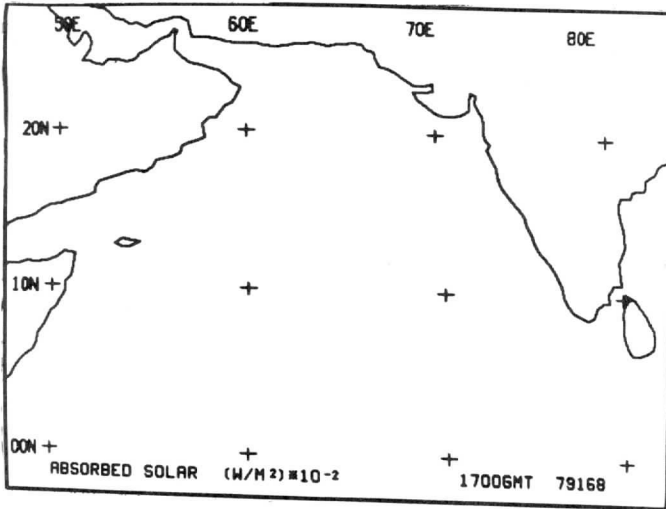 50E 60E 70E 80E
20N
10N
00N
ABSORBED SOLAR (W/M²)*10⁻² 1700GMT 79168